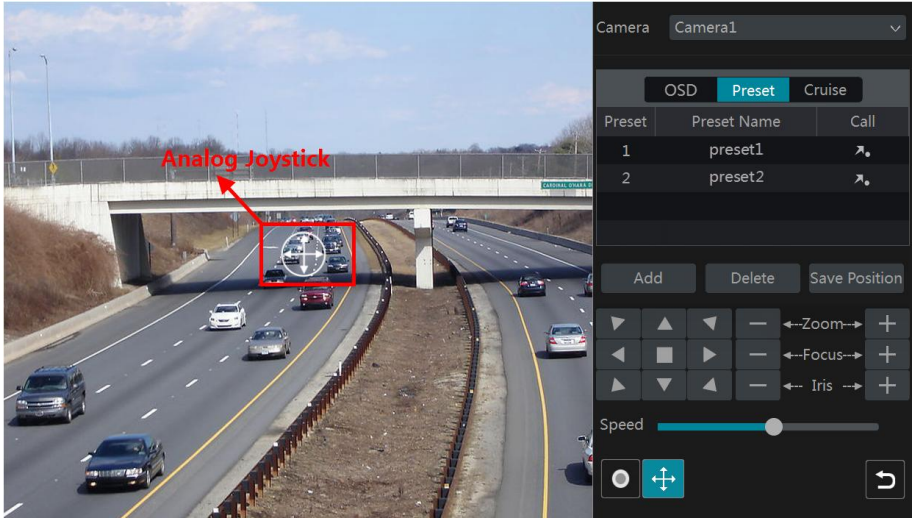 Camera Camera1
OSD Preset Cruise
Preset Preset Name Call
1 preset1
2 preset2
Analog Joystick
CARDINAL O'HARA
Add Delete Save Position
Zoom
Focus
Iris
Speed